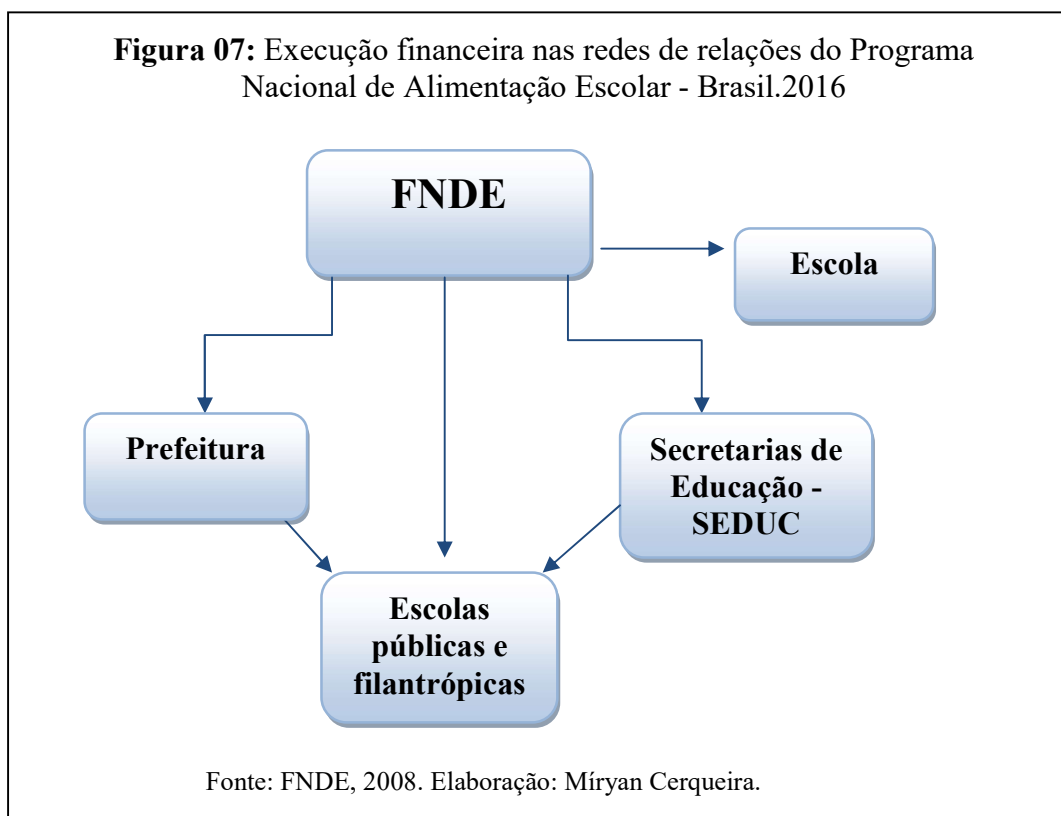 Figura 07: Execução financeira nas redes de relações do Programa
Nacional de Alimentação Escolar - Brasil.2016
FNDE
Escola
Prefeitura
Secretarias de
Educação -
SEDUC
Escolas
públicas e
filantrópicas
Fonte: FNDE, 2008. Elaboração: Míryan Cerqueira.